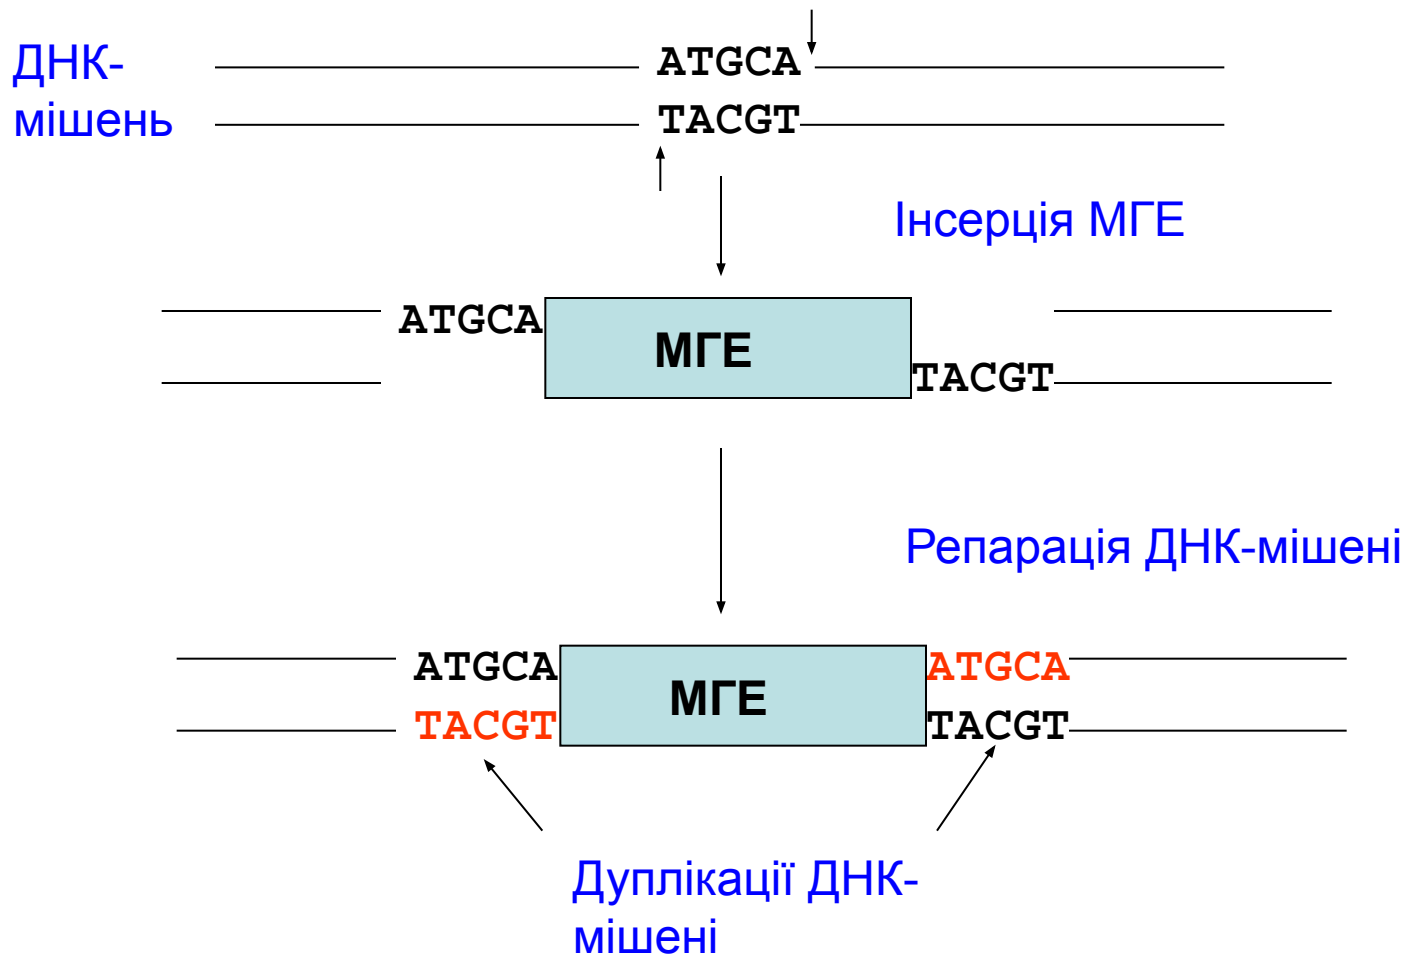 ДНК-
мішень
ATGCA
TACGT
Інсерція МГЕ
ATGCA
МГЕ
TACGT
Репарація ДНК-мішені
ATGCA МГЕ ATGCA
TACGT TACGT
Дуплікації ДНК-
мішені